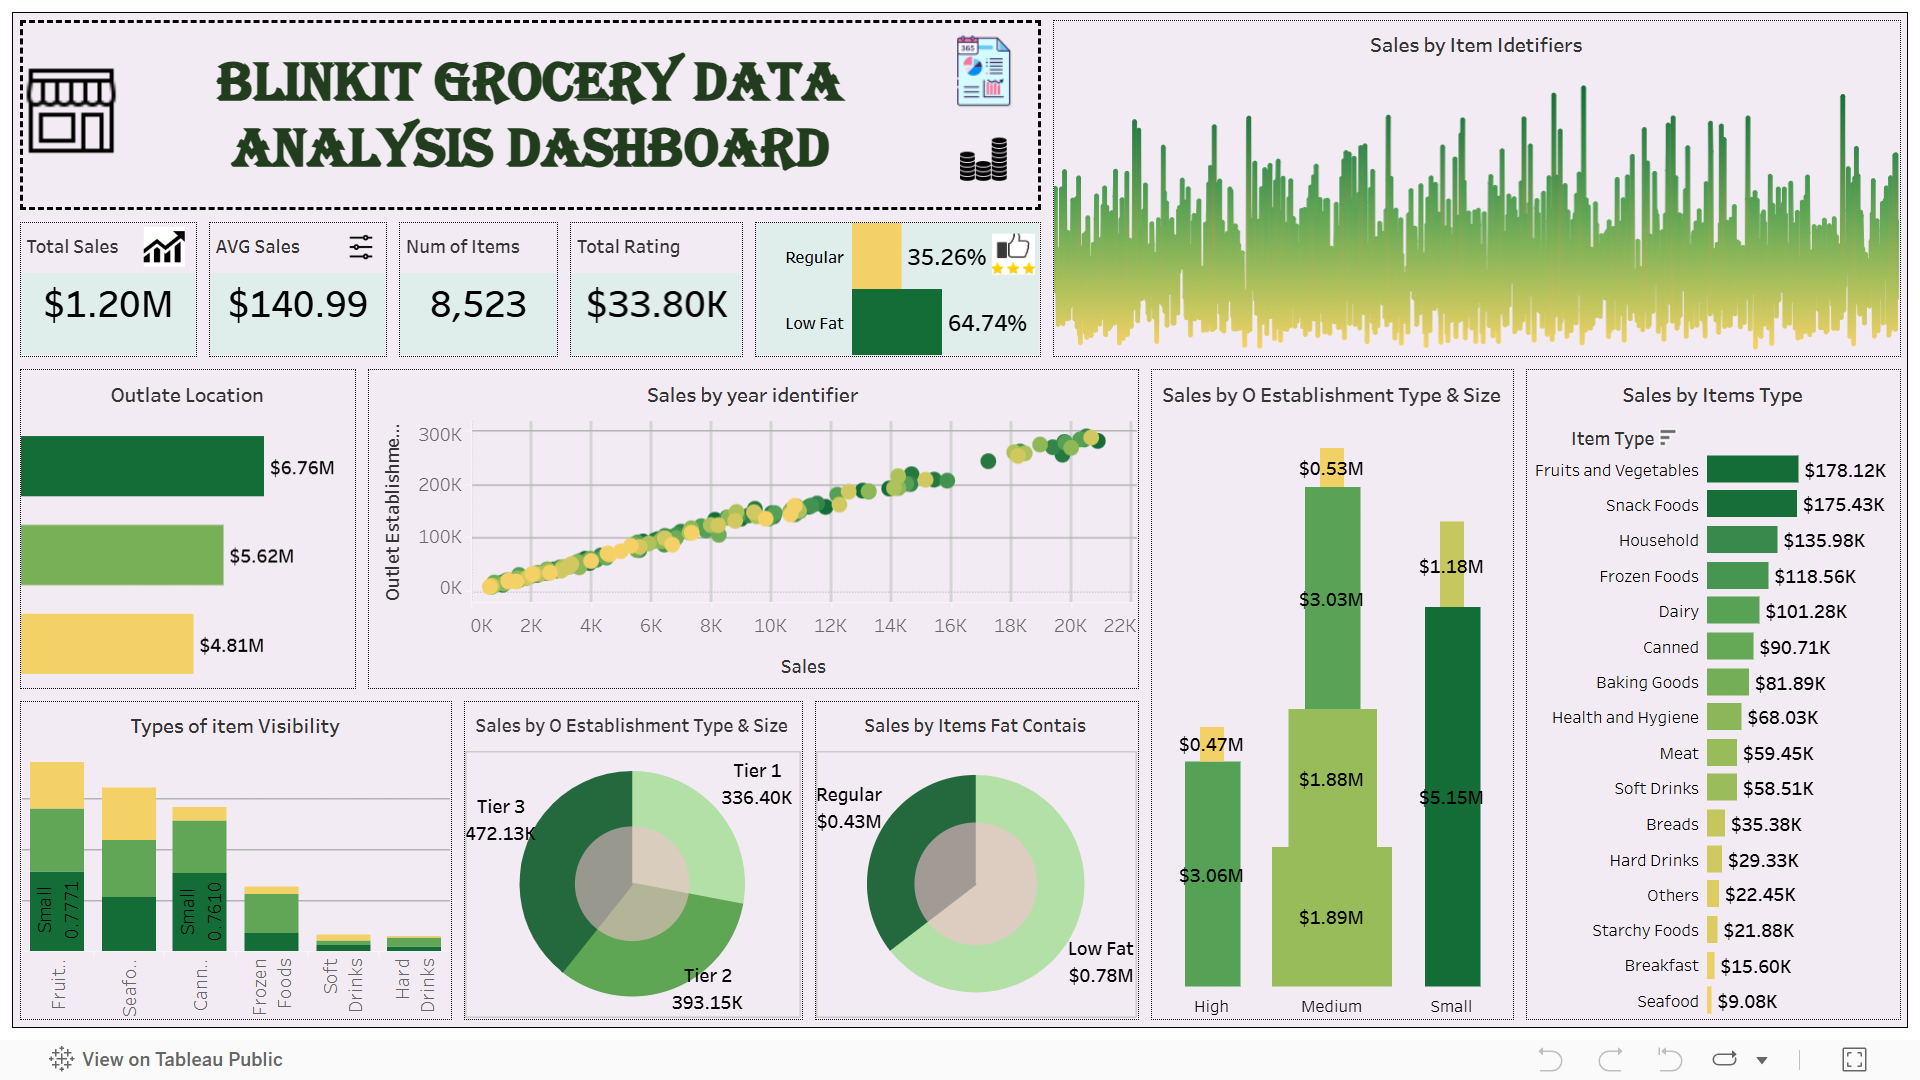 BLINKIT GROCERY DATA
ANALYSIS DASHBOARD
365
Sales by Item Idetifiers
Total Sales
$1.20M
AVG Sales
$140.99
Num of Items
8,523
Total Rating
$33.80K
Regular
35.26%
Low Fat
64.74%
Outlate Location
$6.76M
$5.62M
$4.81M
Sales by year identifier
Outlet Establishme...
300K
200K
100K
0K
0K 2K 4K 6K 8K 10K 12K 14K 16K 18K 20K 22K
Sales
Sales by O Establishment Type & Size
$0.53M
$3.03M
$1.18M
$0.47M
$1.88M
$5.15M
$3.06M
$1.89M
High Medium Small
Sales by Items Type
Item Type
Fruits and Vegetables $178.12K
Snack Foods $175.43K
Household $135.98K
Frozen Foods $118.56K
Dairy $101.28K
Canned $90.71K
Baking Goods $81.89K
Health and Hygiene $68.03K
Meat $59.45K
Soft Drinks $58.51K
Breads $35.38K
Hard Drinks $29.33K
Others $22.45K
Starchy Foods $21.88K
Breakfast $15.60K
Seafood $9.08K
Types of item Visibility
Small
0.7771
Small
0.7610
Fruit..
Seafo..
Cann..
Frozen
Foods
Soft
Drinks
Hard
Drinks
Sales by O Establishment Type & Size
Tier 1
336.40K
Tier 3
472.13K
Tier 2
393.15K
Sales by Items Fat Contais
Regular
$0.43M
Low Fat
$0.78M
View on Tableau Public